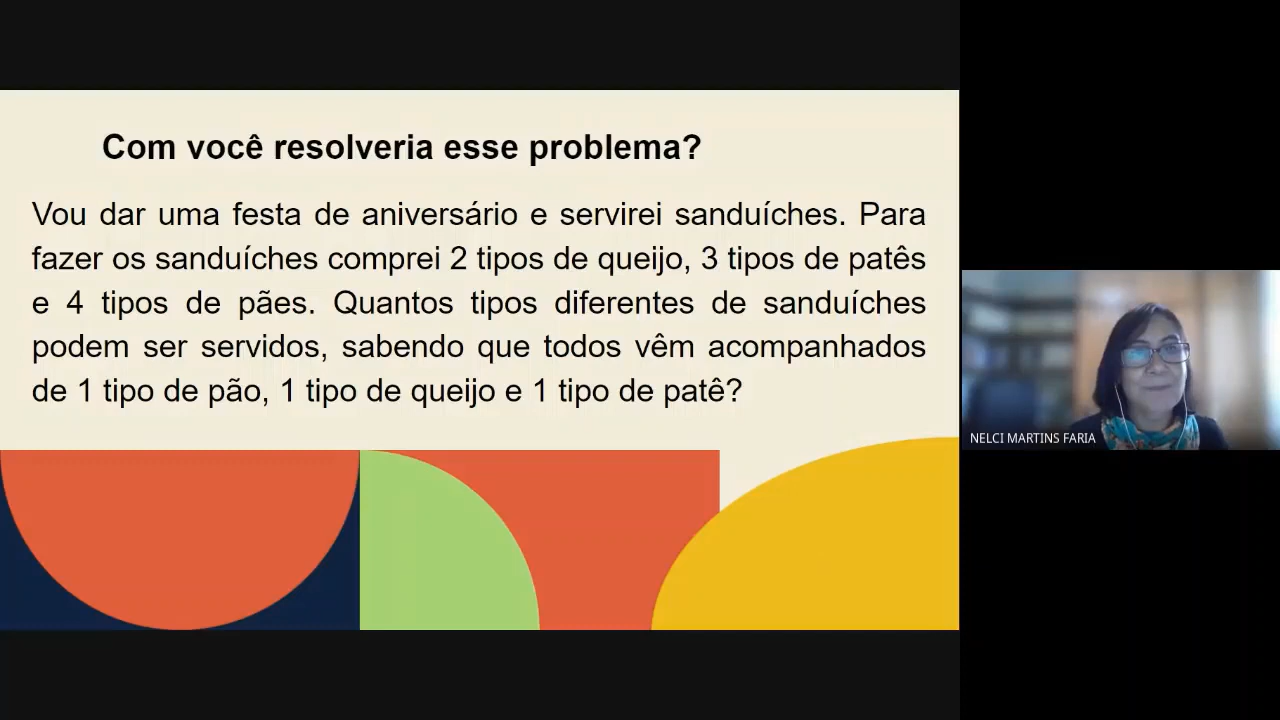 Com você resolveria esse problema?
Vou dar uma festa de aniversário e servirei sanduíches. Para
fazer os sanduíches comprei 2 tipos de queijo, 3 tipos de patês
e 4 tipos de pães. Quantos tipos diferentes de sanduíches
podem ser servidos, sabendo que todos vêm acompanhados
de 1 tipo de pão, 1 tipo de queijo e 1 tipo de patê?
NELCI MARTINS FARIA